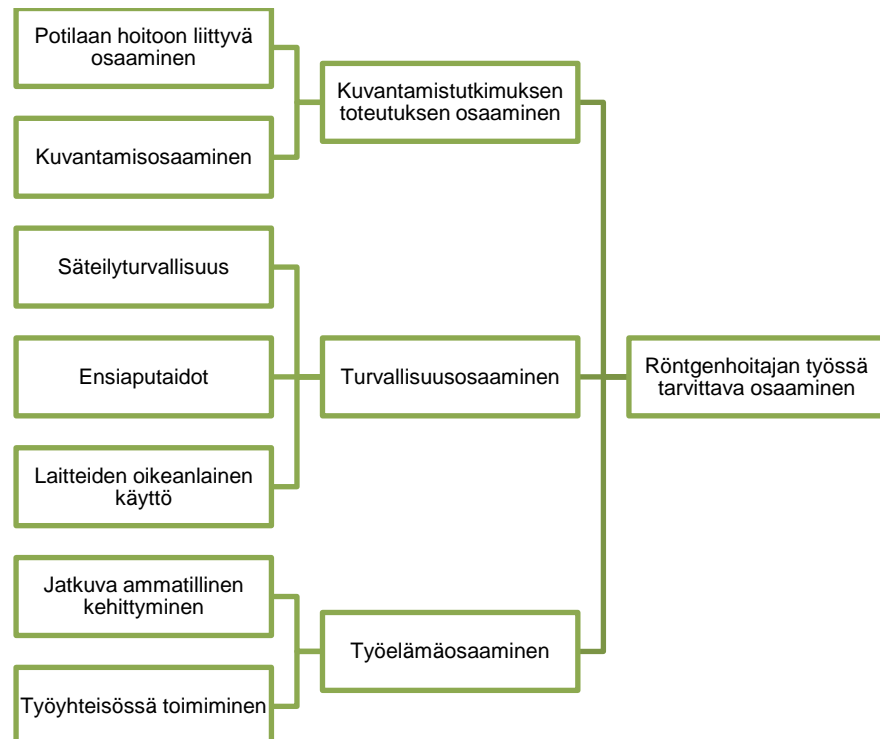 Potilaan hoitoon liittyvä
osaaminen
Kuvantamistutkimuksen
toteutuksen osaaminen
Kuvantamisosaaminen
Säteilyturvallisuus
Ensiaputaidot
Turvallisuusosaaminen
Röntgenhoitajan työssä
tarvittava osaaminen
Laitteiden oikeanlainen
käyttö
Jatkuva ammatillinen
kehittyminen
Työelämäosaaminen
Työyhteisössä toimiminen